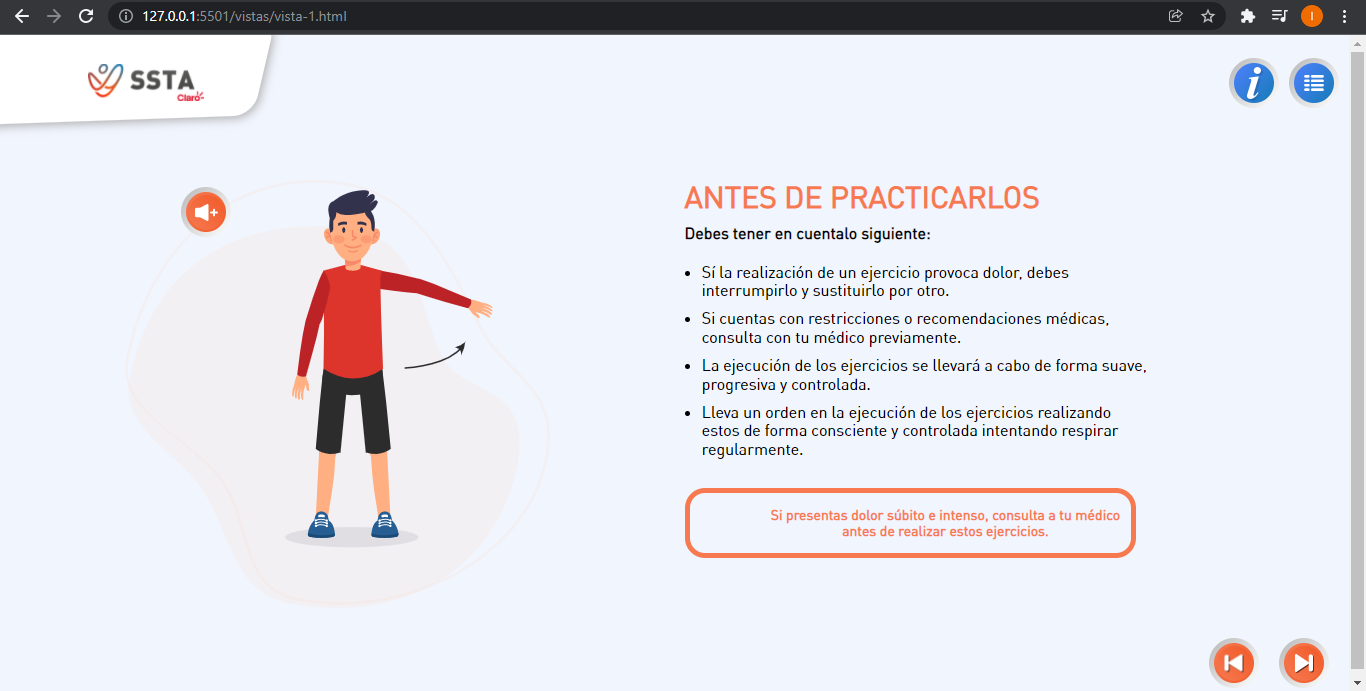 127.0.0.1:5501/vistas/vista-1.html
I
SSTA
Claro
i
ANTES DE PRACTICARLOS
Debes tener en cuentalo siguiente:
• Sí la realización de un ejercicio provoca dolor, debes
interrumpirlo y sustituirlo por otro.
• Si cuentas con restricciones o recomendaciones médicas,
consulta con tu médico previamente.
• La ejecución de los ejercicios se llevará a cabo de forma suave,
progresiva y controlada.
• Lleva un orden en la ejecución de los ejercicios realizando
estos de forma consciente y controlada intentando respirar
regularmente.
Si presentas dolor súbito e intenso, consulta a tu médico
antes de realizar estos ejercicios.